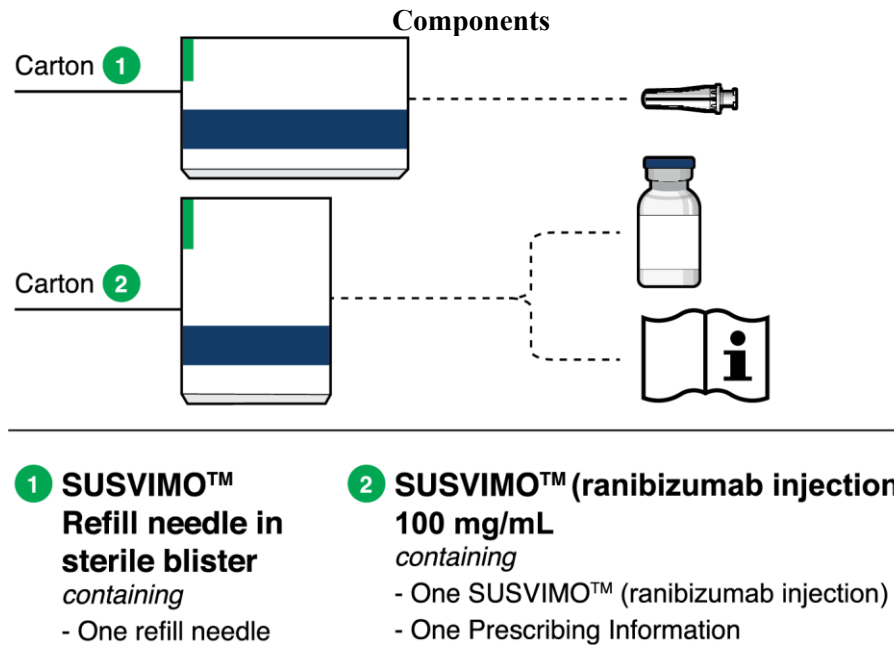 Components
Carton 1
Carton 2
1 SUSVIMO™
Refill needle in
sterile blister
containing
- One refill needle
2 SUSVIMO™ (ranibizumab injection
100 mg/mL
containing
- One SUSVIMO™ (ranibizumab injection)
- One Prescribing Information